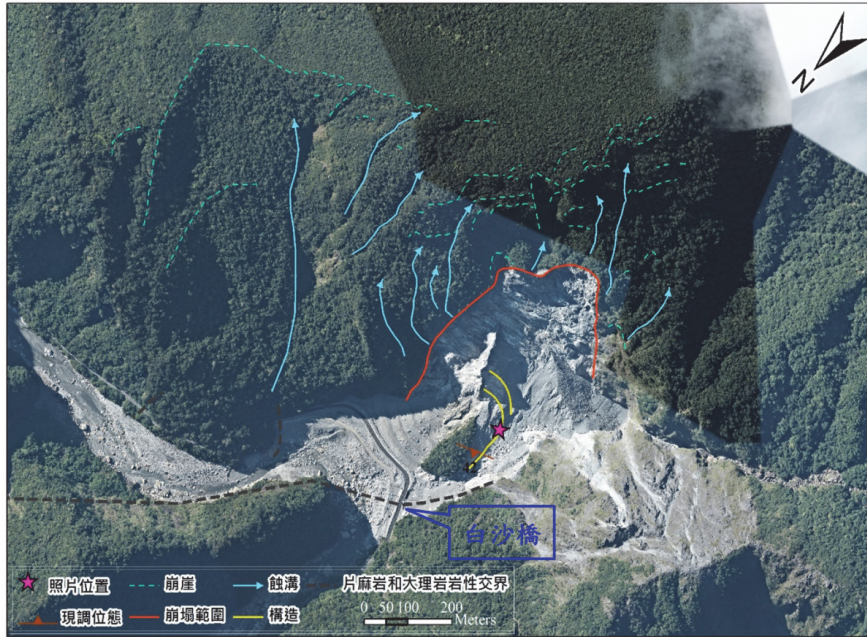 N
白沙橋
照片位置 崩崖 蝕溝 片麻岩和大理岩岩性交界
現調位態 崩塌範圍 構造
0 50 100 200
Meters